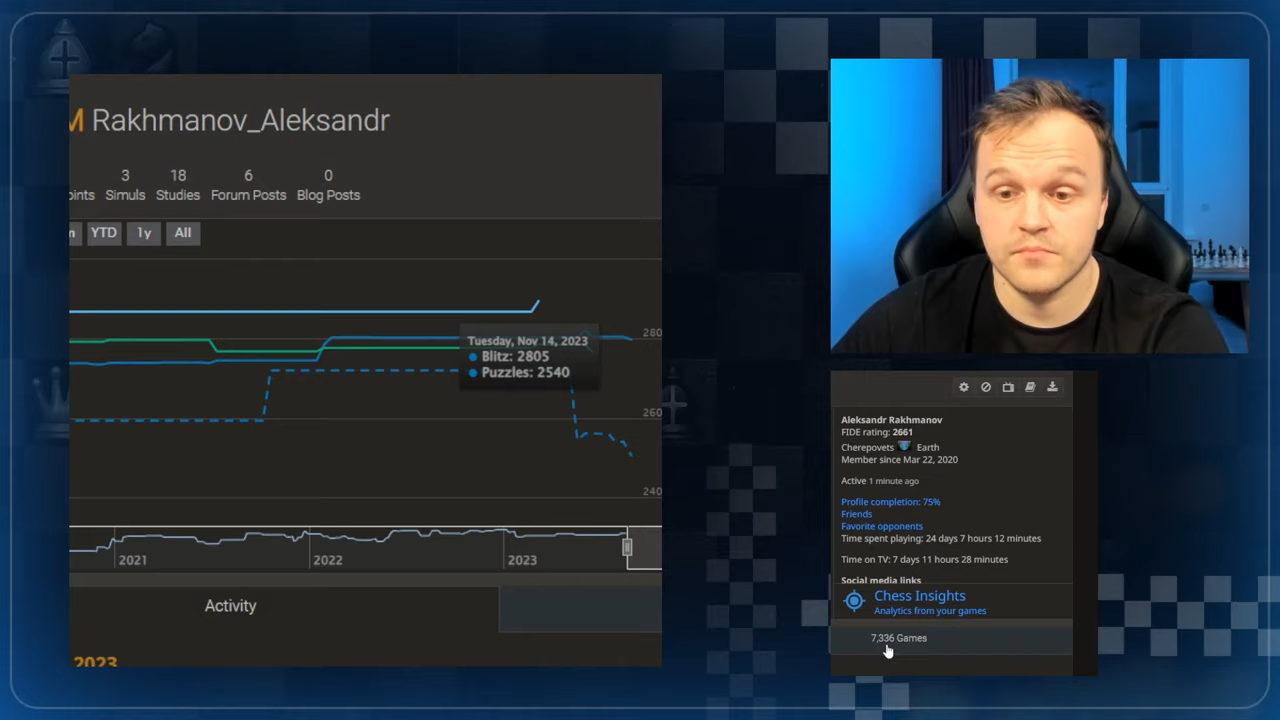 M Rakhmanov_Aleksandr
3 18 6 0
oints Simuls Studies Forum Posts Blog Posts
m YTD 1y All
280
Tuesday, Nov 14, 2023
Blitz: 2805
Puzzles: 2540
260
240
2021 2022 2023
Activity
2023
Aleksandr Rakhmanov
FIDE rating: 2661
Cherepovets Earth
Member since Mar 22, 2020
Active 1 minute ago
Profile completion: 75%
Friends
Favorite opponents
Time spent playing: 24 days 7 hours 12 minutes
Time on TV: 7 days 11 hours 28 minutes
Social media links
Chess Insights
Analytics from your games
7,336 Games